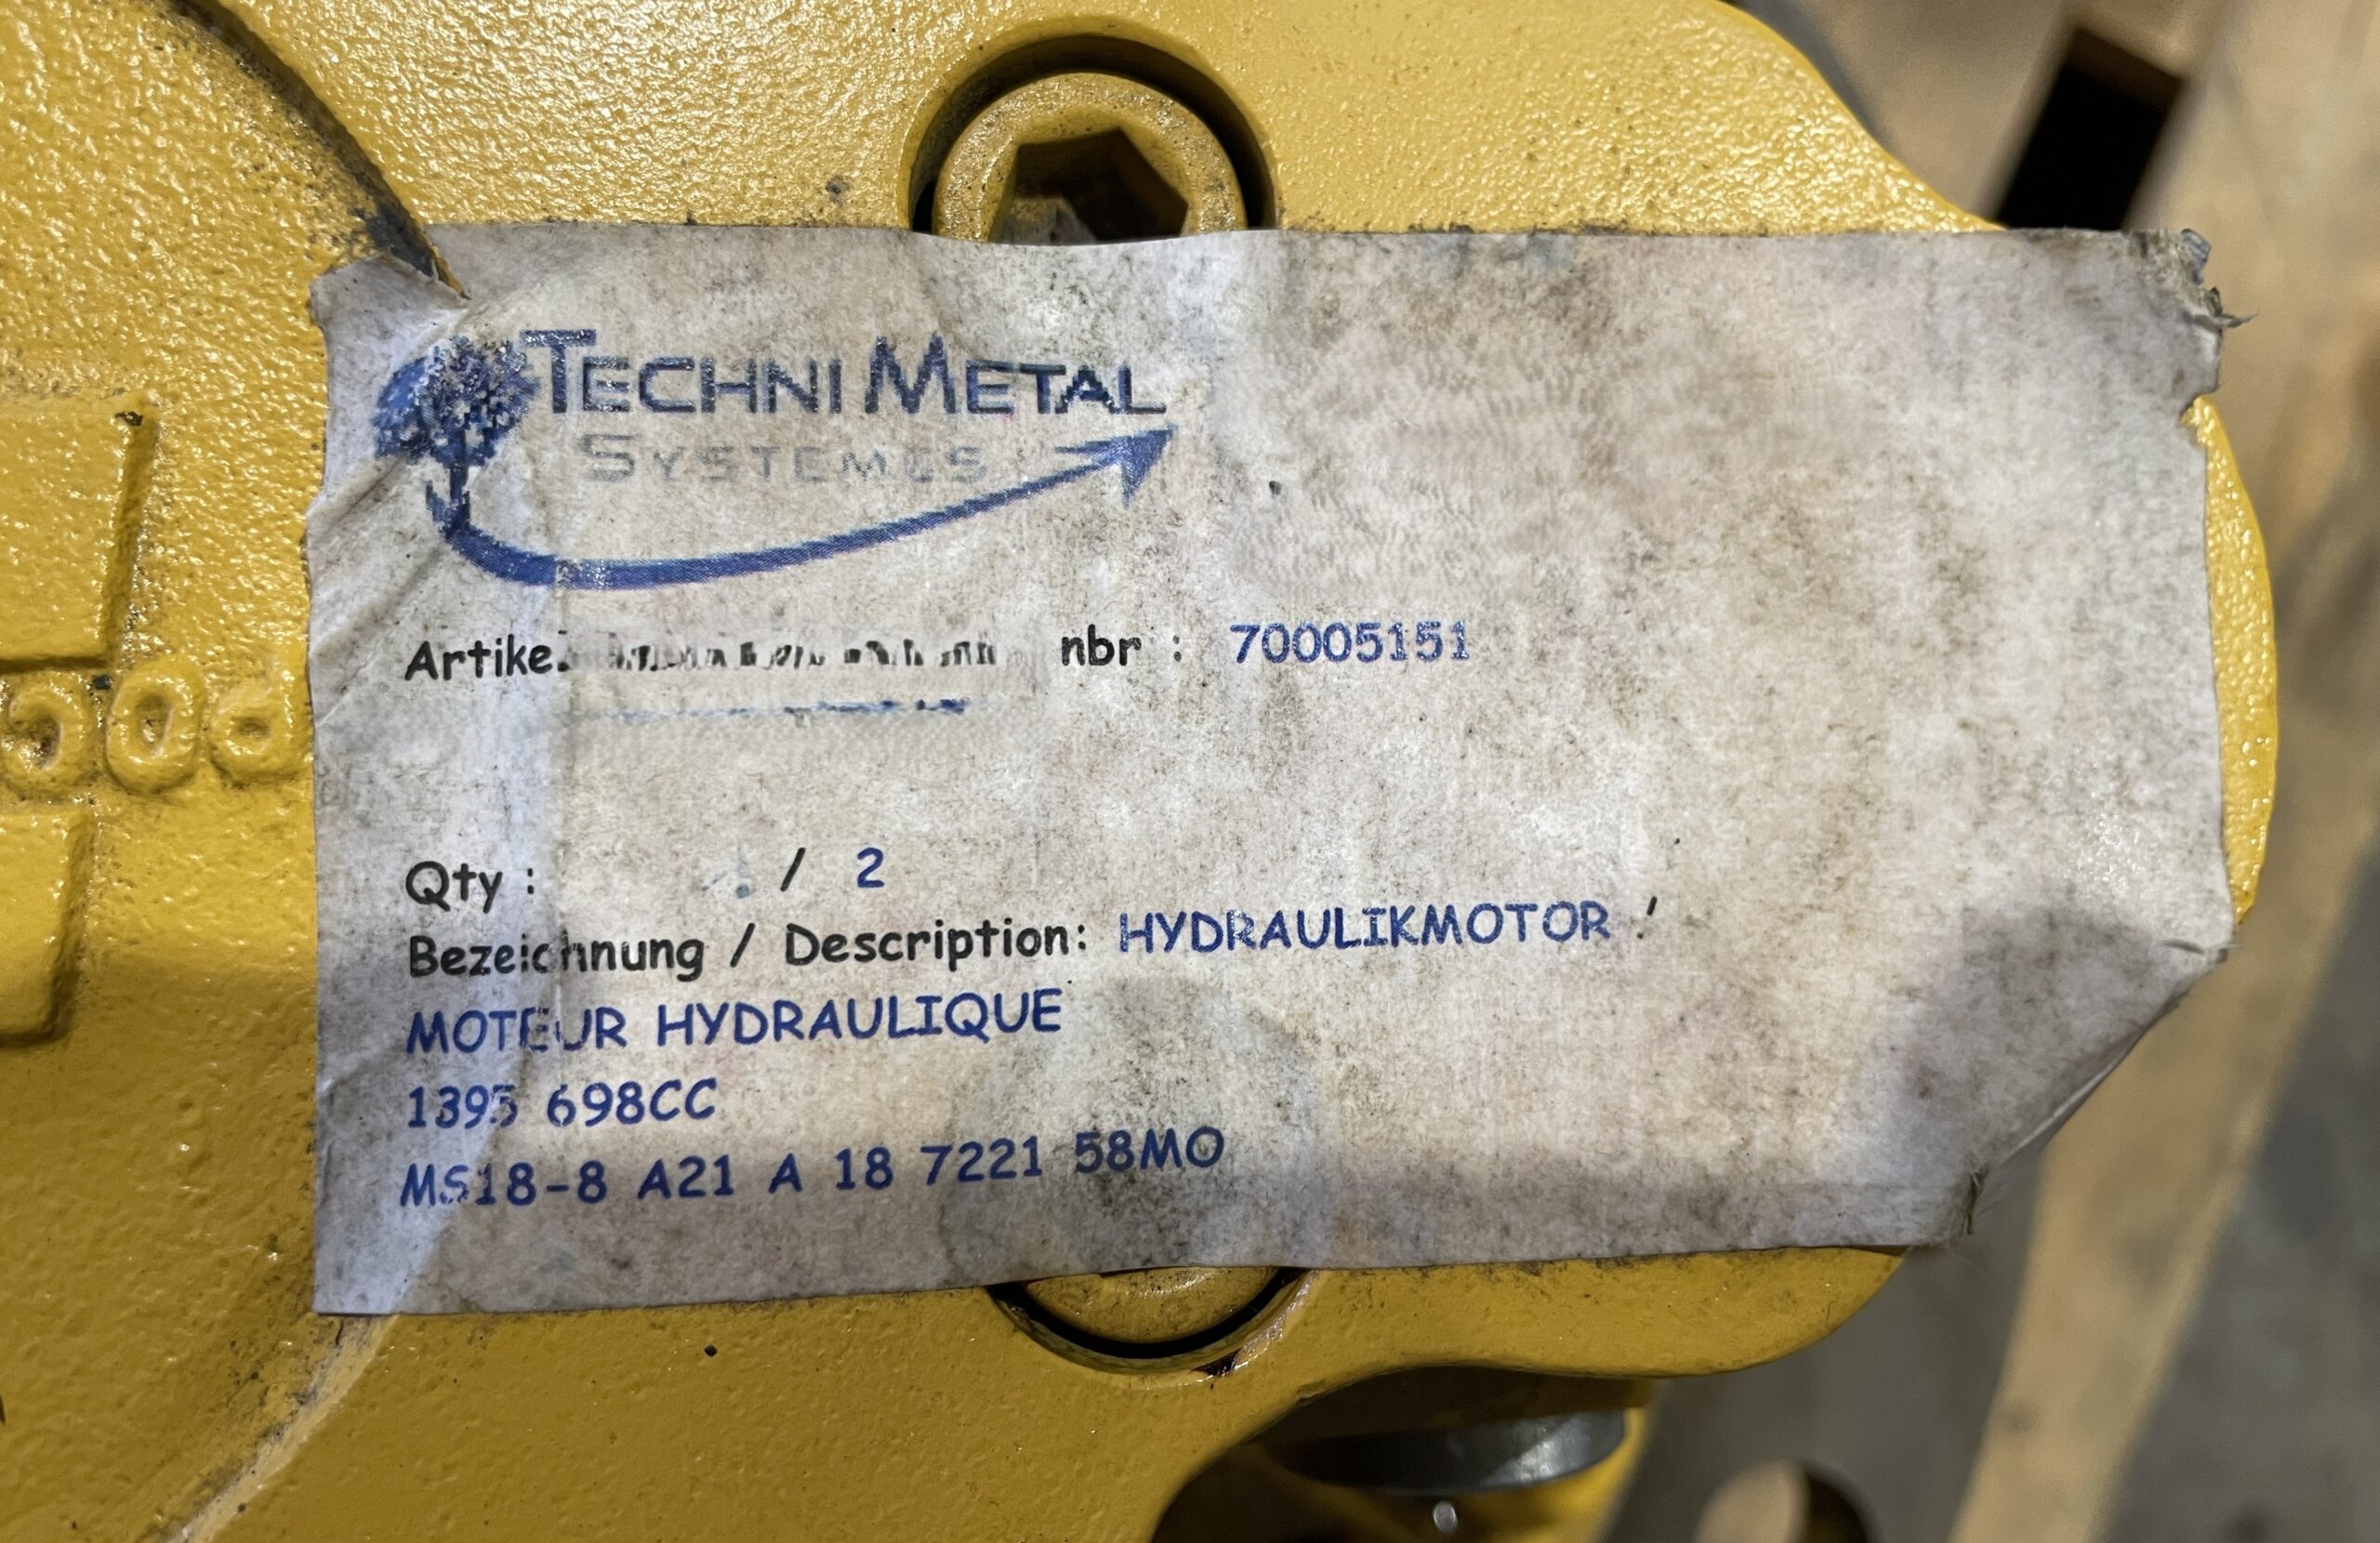 TECHNI METAL
SYSTEMES
nbr : 70005151
Qty : / 2
Bezeichnung / Description: HYDRAULIKMOTOR /
MOTEUR HYDRAULIQUE
1395 698CC
MS18-8 A21 A 18 7221 58MO